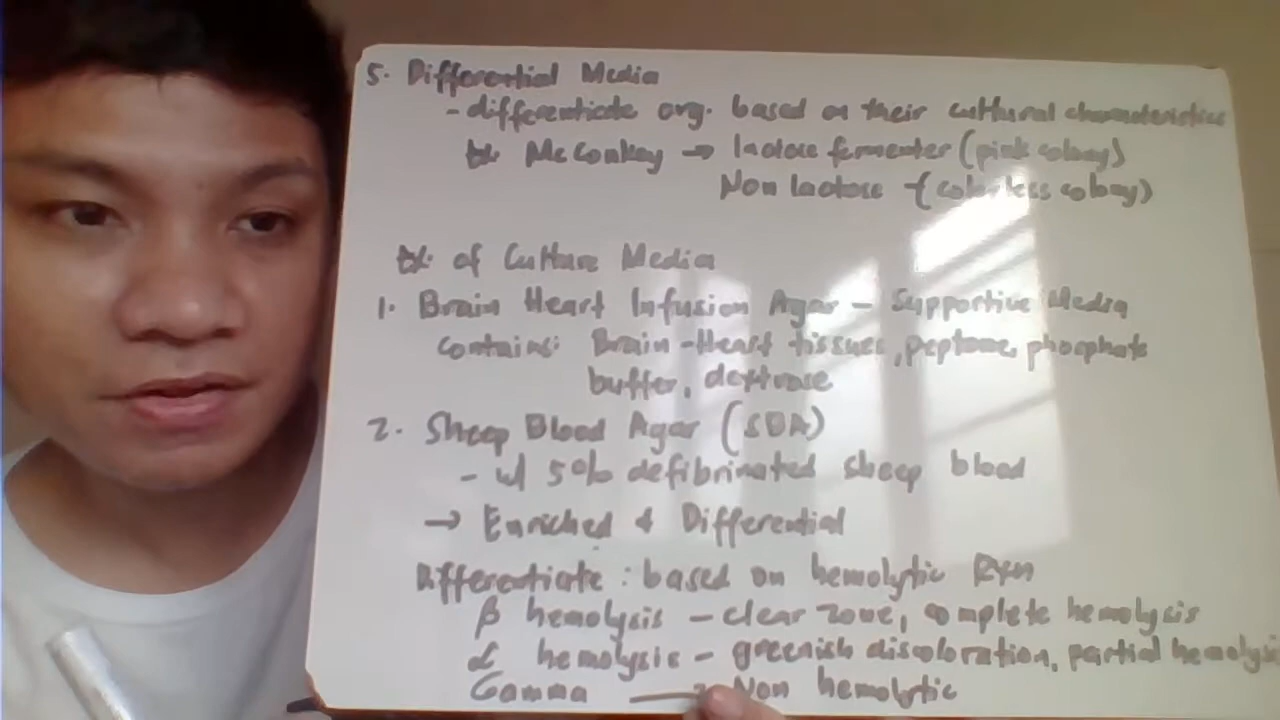 5. Differential Media
- differentiate org. based on their cultural characteristics
Ex. McConkey → lactose fermenter (pink colony)
Non lactose - (colorless colony)
Ex. of Culture Media
1. Brain Heart Infusion Agar - Supportive Media
contains: Brain-Heart tissues, peptone, phosphate
buffer, dextrose
2. Sheep Blood Agar (SBA)
- w/ 5% defibrinated sheep blood
→ Enriched & Differential
Differentiate: based on hemolytic Rxn
β hemolysis - clear zone, complete hemolysis
α hemolysis - greenish discoloration, partial hemolysis
Gamma → Non hemolytic